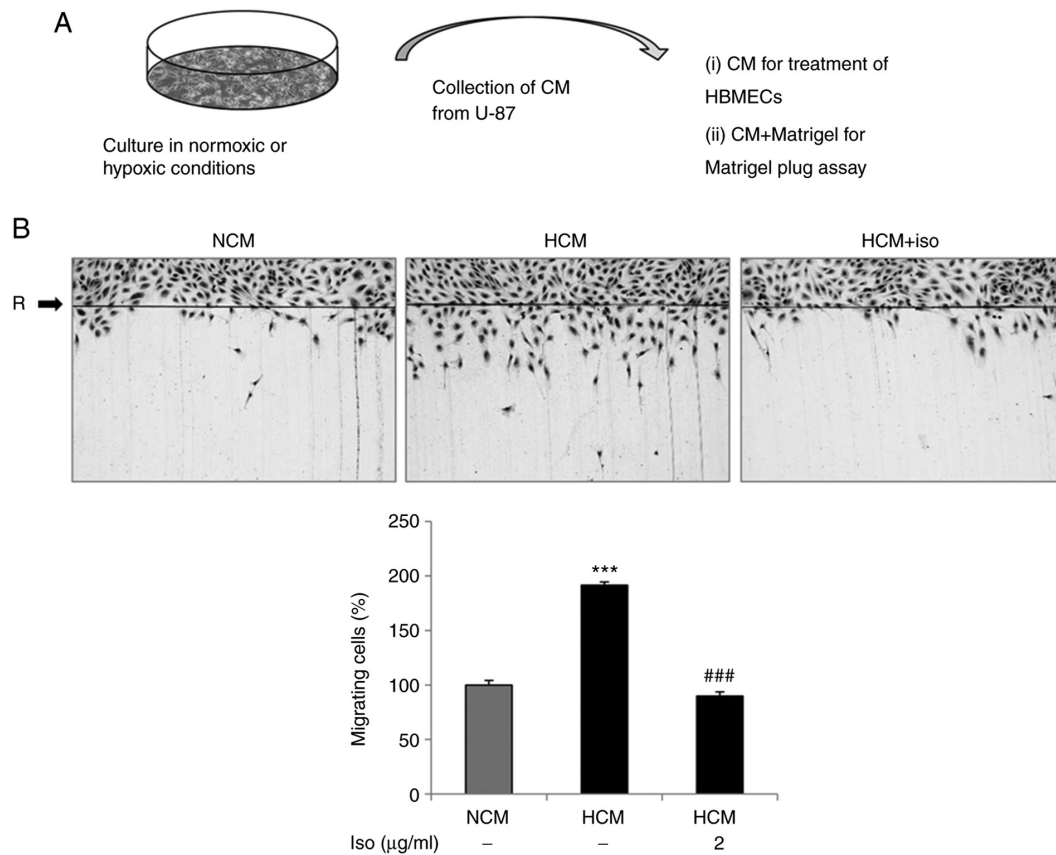 A
Culture in normoxic or
hypoxic conditions
Collection of CM
from U-87
(i) CM for treatment of
HBMECs
(ii) CM+Matrigel for
Matrigel plug assay
B
NCM HCM HCM+iso
R
Migrating cells (%)
250
200
150
100
50
0
***
###
NCM HCM HCM
Iso (μg/ml) – – 2